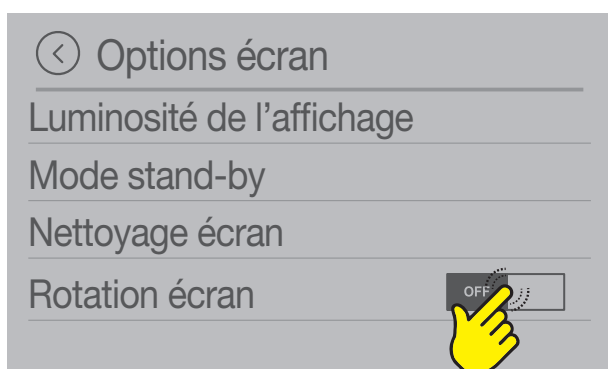 Options écran
Luminosité de l'affichage
Mode stand-by
Nettoyage écran
Rotation écran OFF